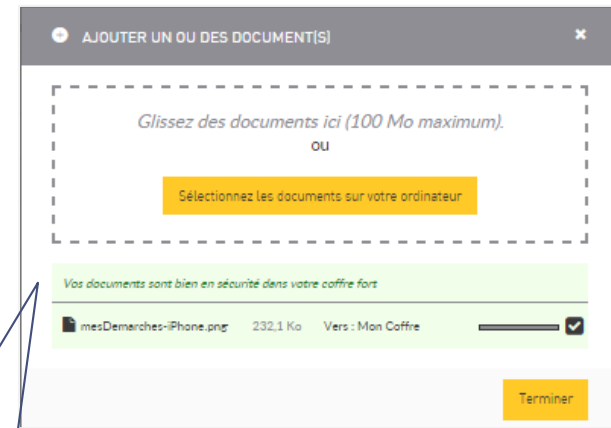 AJOUTER UN OU DES DOCUMENT(S)
Glissez des documents ici (100 Mo maximum).
ou
Sélectionnez les documents sur votre ordinateur
Vos documents sont bien en sécurité dans votre coffre fort
mesDemarches-iPhone.png 232,1 Ko Vers : Mon Coffre
Terminer